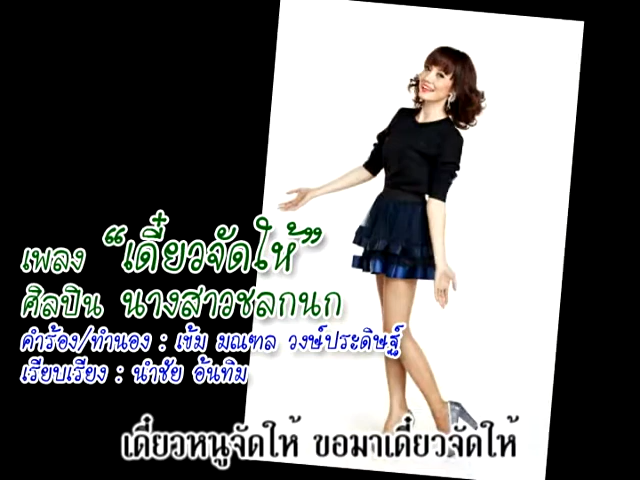 เพลง “เดี๋ยวจัดให้”
ศิลปิน นางสาวชลกนก
คำร้อง/ทำนอง : เข้ม มณฑล วงษ์ประดิษฐ์
เรียบเรียง : นำชัย อ้นทิม
เดี๋ยวหนูจัดให้ ขอมาเดี๋ยวจัดให้